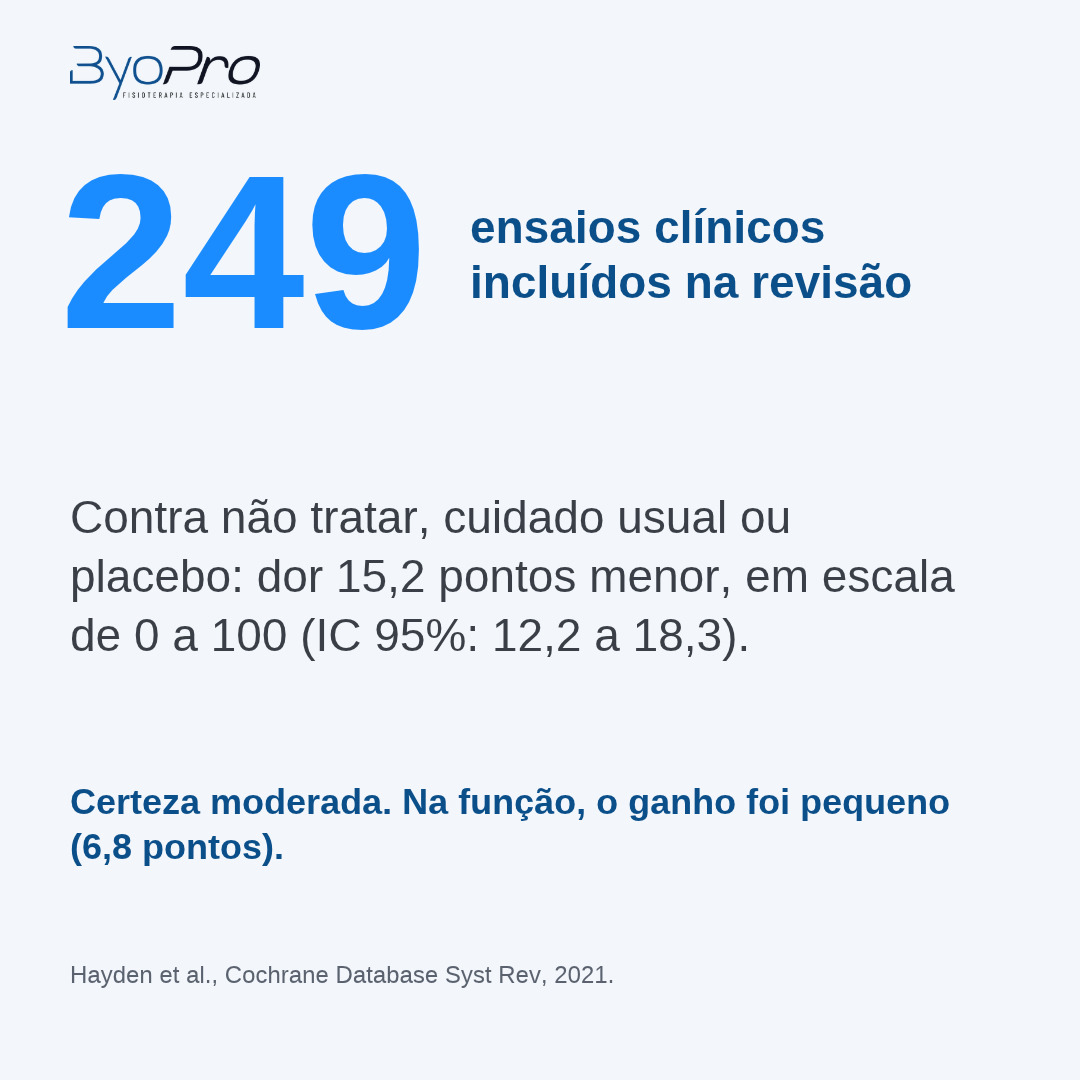 ByoPro
FISIOTERAPIA ESPECIALIZADA
249
ensaios clínicos
incluídos na revisão
Contra não tratar, cuidado usual ou
placebo: dor 15,2 pontos menor, em escala
de 0 a 100 (IC 95%: 12,2 a 18,3).
Certeza moderada. Na função, o ganho foi pequeno
(6,8 pontos).
Hayden et al., Cochrane Database Syst Rev, 2021.